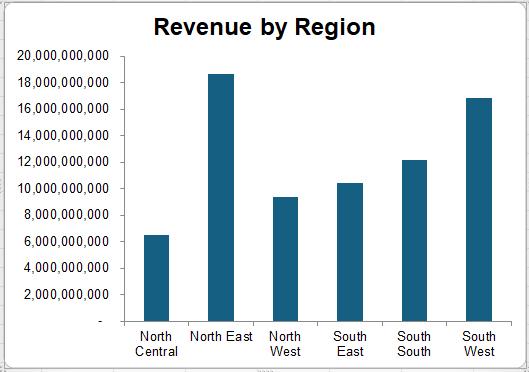 Revenue by Region
20,000,000,000
18,000,000,000
16,000,000,000
14,000,000,000
12,000,000,000
10,000,000,000
8,000,000,000
6,000,000,000
4,000,000,000
2,000,000,000
-
North Central
North East
North West
South East
South South
South West